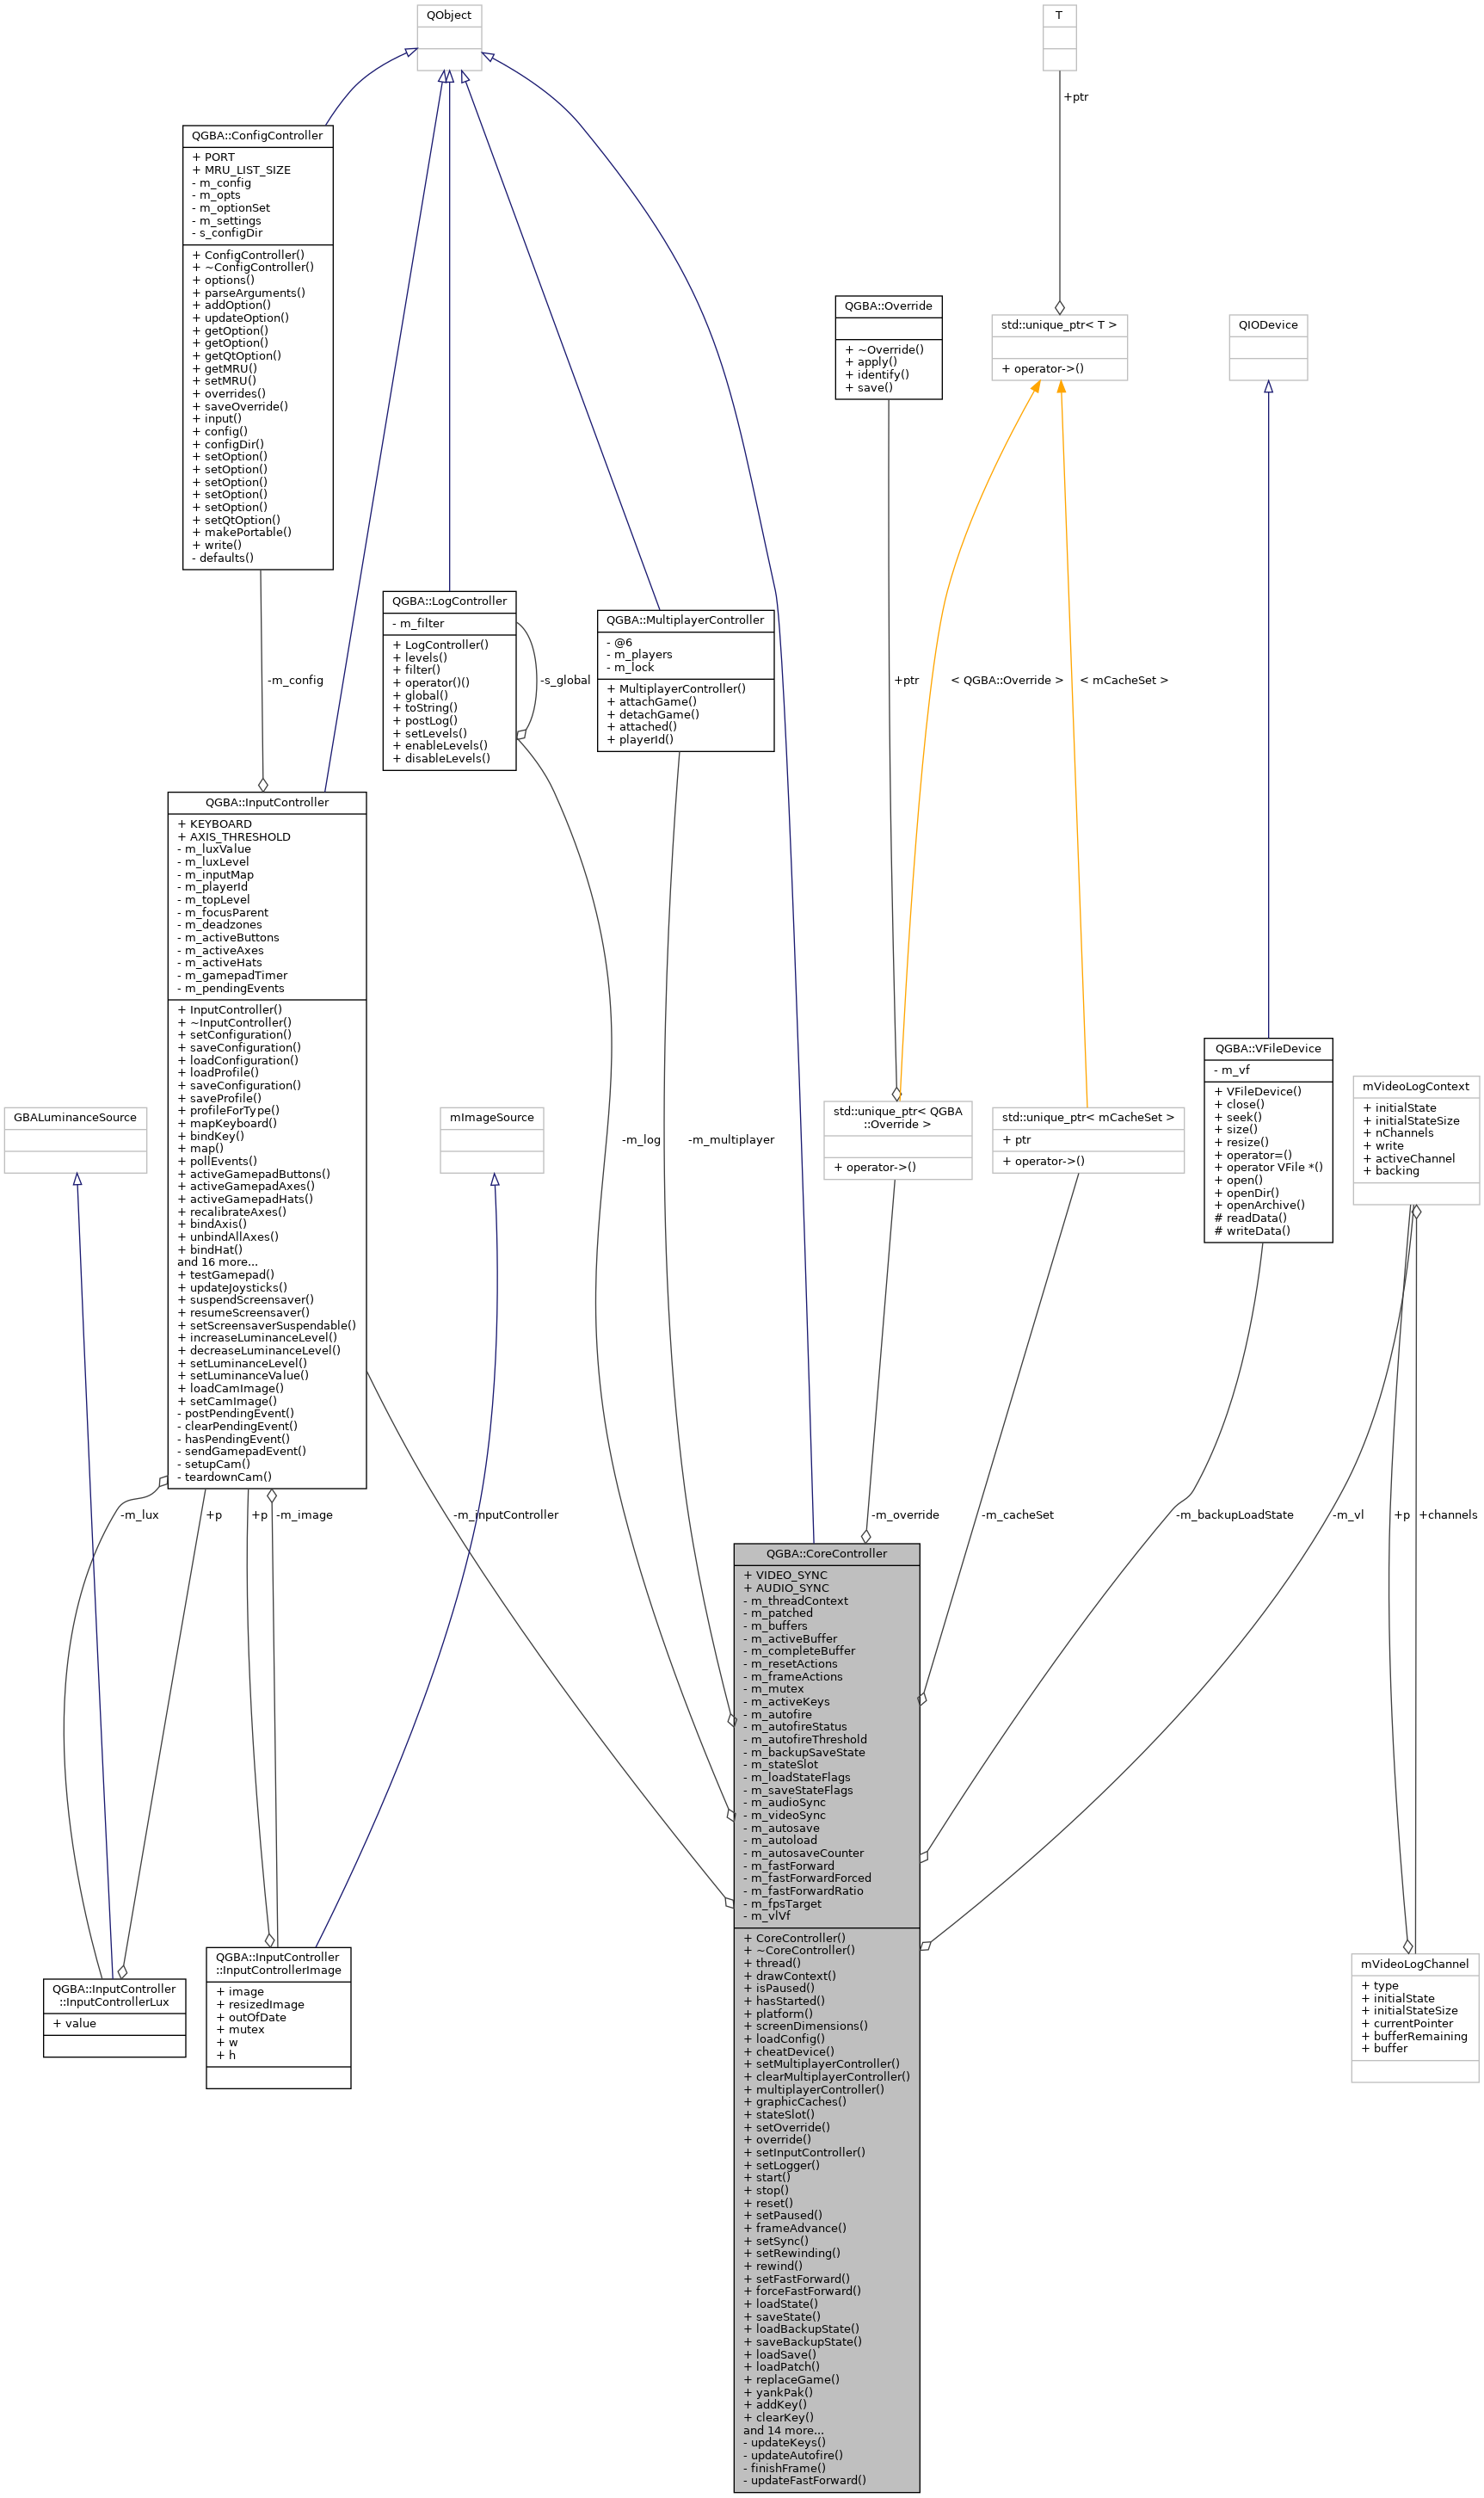 QObject
T
+ptr
QGBA::ConfigController
+ PORT
+ MRU_LIST_SIZE
- m_config
- m_opts
- m_optionSet
- m_settings
- s_configDir
+ ConfigController()
+ ~ConfigController()
+ options()
+ parseArguments()
+ addOption()
+ updateOption()
+ getOption()
+ getOption()
+ getQtOption()
+ getMRU()
+ setMRU()
+ overrides()
+ saveOverride()
+ input()
+ config()
+ configDir()
+ setOption()
+ setOption()
+ setOption()
+ setOption()
+ setOption()
+ setQtOption()
+ makePortable()
+ write()
- defaults()
QGBA::Override
+ ~Override()
+ apply()
+ identify()
+ save()
std::unique_ptr< T >
+ operator->()
QIODevice
QGBA::LogController
- m_filter
+ LogController()
+ levels()
+ filter()
+ operator()()
+ global()
+ toString()
+ postLog()
+ setLevels()
+ enableLevels()
+ disableLevels()
-s_global
QGBA::MultiplayerController
- @6
- m_players
- m_lock
+ MultiplayerController()
+ attachGame()
+ detachGame()
+ attached()
+ playerId()
-m_config
+ptr
< QGBA::Override >
< mCacheSet >
QGBA::InputController
+ KEYBOARD
+ AXIS_THRESHOLD
- m_luxValue
- m_luxLevel
- m_inputMap
- m_playerId
- m_topLevel
- m_focusParent
- m_deadzones
- m_activeButtons
- m_activeAxes
- m_activeHats
- m_gamepadTimer
- m_pendingEvents
+ InputController()
+ ~InputController()
+ setConfiguration()
+ saveConfiguration()
+ loadConfiguration()
+ loadProfile()
+ saveConfiguration()
+ saveProfile()
+ profileForType()
+ mapKeyboard()
+ bindKey()
+ map()
+ pollEvents()
+ activeGamepadButtons()
+ activeGamepadAxes()
+ activeGamepadHats()
+ recalibrateAxes()
+ bindAxis()
+ unbindAllAxes()
+ bindHat()
and 16 more...
+ testGamepad()
+ updateJoysticks()
+ suspendScreensaver()
+ resumeScreensaver()
+ setScreensaverSuspendable()
+ increaseLuminanceLevel()
+ decreaseLuminanceLevel()
+ setLuminanceLevel()
+ setLuminanceValue()
+ loadCamImage()
+ setCamImage()
- postPendingEvent()
- clearPendingEvent()
- hasPendingEvent()
- sendGamepadEvent()
- setupCam()
- teardownCam()
GBALuminanceSource
mImageSource
-m_log
-m_multiplayer
std::unique_ptr< QGBA
::Override >
+ operator->()
std::unique_ptr< mCacheSet >
+ ptr
+ operator->()
QGBA::VFileDevice
- m_vf
+ VFileDevice()
+ close()
+ seek()
+ size()
+ resize()
+ operator=()
+ operator VFile *()
+ open()
+ openDir()
+ openArchive()
# readData()
# writeData()
mVideoLogContext
+ initialState
+ initialStateSize
+ nChannels
+ write
+ activeChannel
+ backing
-m_lux
+p
+p
-m_image
-m_inputController
-m_override
-m_cacheSet
-m_backupLoadState
-m_vl
+p
+channels
QGBA::CoreController
+ VIDEO_SYNC
+ AUDIO_SYNC
- m_threadContext
- m_patched
- m_buffers
- m_activeBuffer
- m_completeBuffer
- m_resetActions
- m_frameActions
- m_mutex
- m_activeKeys
- m_autofire
- m_autofireStatus
- m_autofireThreshold
- m_backupSaveState
- m_stateSlot
- m_loadStateFlags
- m_saveStateFlags
- m_audioSync
- m_videoSync
- m_autosave
- m_autoload
- m_autosaveCounter
- m_fastForward
- m_fastForwardForced
- m_fastForwardRatio
- m_fpsTarget
- m_vlVf
+ CoreController()
+ ~CoreController()
+ thread()
+ drawContext()
+ isPaused()
+ hasStarted()
+ platform()
+ screenDimensions()
+ loadConfig()
+ cheatDevice()
+ setMultiplayerController()
+ clearMultiplayerController()
+ multiplayerController()
+ graphicCaches()
+ stateSlot()
+ setOverride()
+ override()
+ setInputController()
+ setLogger()
+ start()
+ stop()
+ reset()
+ setPaused()
+ frameAdvance()
+ setSync()
+ setRewinding()
+ rewind()
+ setFastForward()
+ forceFastForward()
+ loadState()
+ saveState()
+ loadBackupState()
+ saveBackupState()
+ loadSave()
+ loadPatch()
+ replaceGame()
+ yankPak()
+ addKey()
+ clearKey()
and 14 more...
- updateKeys()
- updateAutofire()
- finishFrame()
- updateFastForward()
QGBA::InputController
::InputControllerLux
+ value
QGBA::InputController
::InputControllerImage
+ image
+ resizedImage
+ outOfDate
+ mutex
+ w
+ h
mVideoLogChannel
+ type
+ initialState
+ initialStateSize
+ currentPointer
+ bufferRemaining
+ buffer